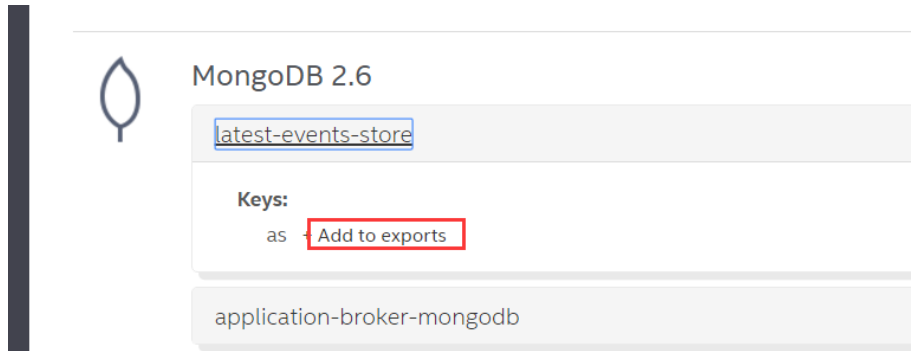 MongoDB 2.6
latest-events-store
Keys:
as + Add to exports
application-broker-mongodb